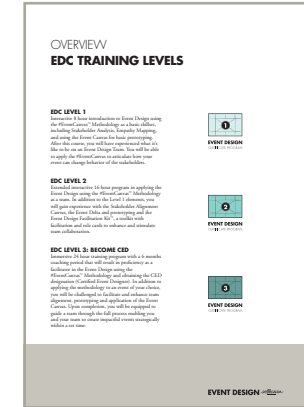 OVERVIEW
EDC TRAINING LEVELS
EDC LEVEL 1
Interactive 8 hour introduction to Event Design using
the #EventCanvas™ Methodology as a basic skillset,
including Stakeholder Analysis, Empathy Mapping,
and using the Event Canvas for basic prototyping.
After this course, you will have experienced what it's
like to be on an Event Design Team. You will be able
to apply the #EventCanvas to articulate how your
event can change behavior of the stakeholders.
1
EVENT DESIGN
CERTIFICATE PROGRAM
EDC LEVEL 2
Extended interactive 16 hour program in applying the
Event Design using the #EventCanvas™ Methodology
as a team. In addition to the Level 1 elements, you
will gain experience with the Stakeholder Alignment
Canvas, the Event Delta and prototyping and the
Event Design Facilitation Kit™, a toolkit with
facilitation and role cards to enhance and stimulate
team collaboration.
2
EVENT DESIGN
CERTIFICATE PROGRAM
EDC LEVEL 3: BECOME CED
Immersive 24 hour training program with a 6 months
coaching period that will result in proficiency as a
facilitator in the Event Design using the
#EventCanvas™ Methodology and obtaining the CED
designation (Certified Event Designer). In addition to
applying the methodology to an event of your choice,
you will be challenged to facilitate and enhance team
alignment, prototyping and application of the Event
Canvas. Upon completion, you will be equipped to
guide a team through the full process enabling you
and your team to create impactful events strategically
within a set time.
3
EVENT DESIGN
CERTIFICATE PROGRAM
EVENT DESIGN collective